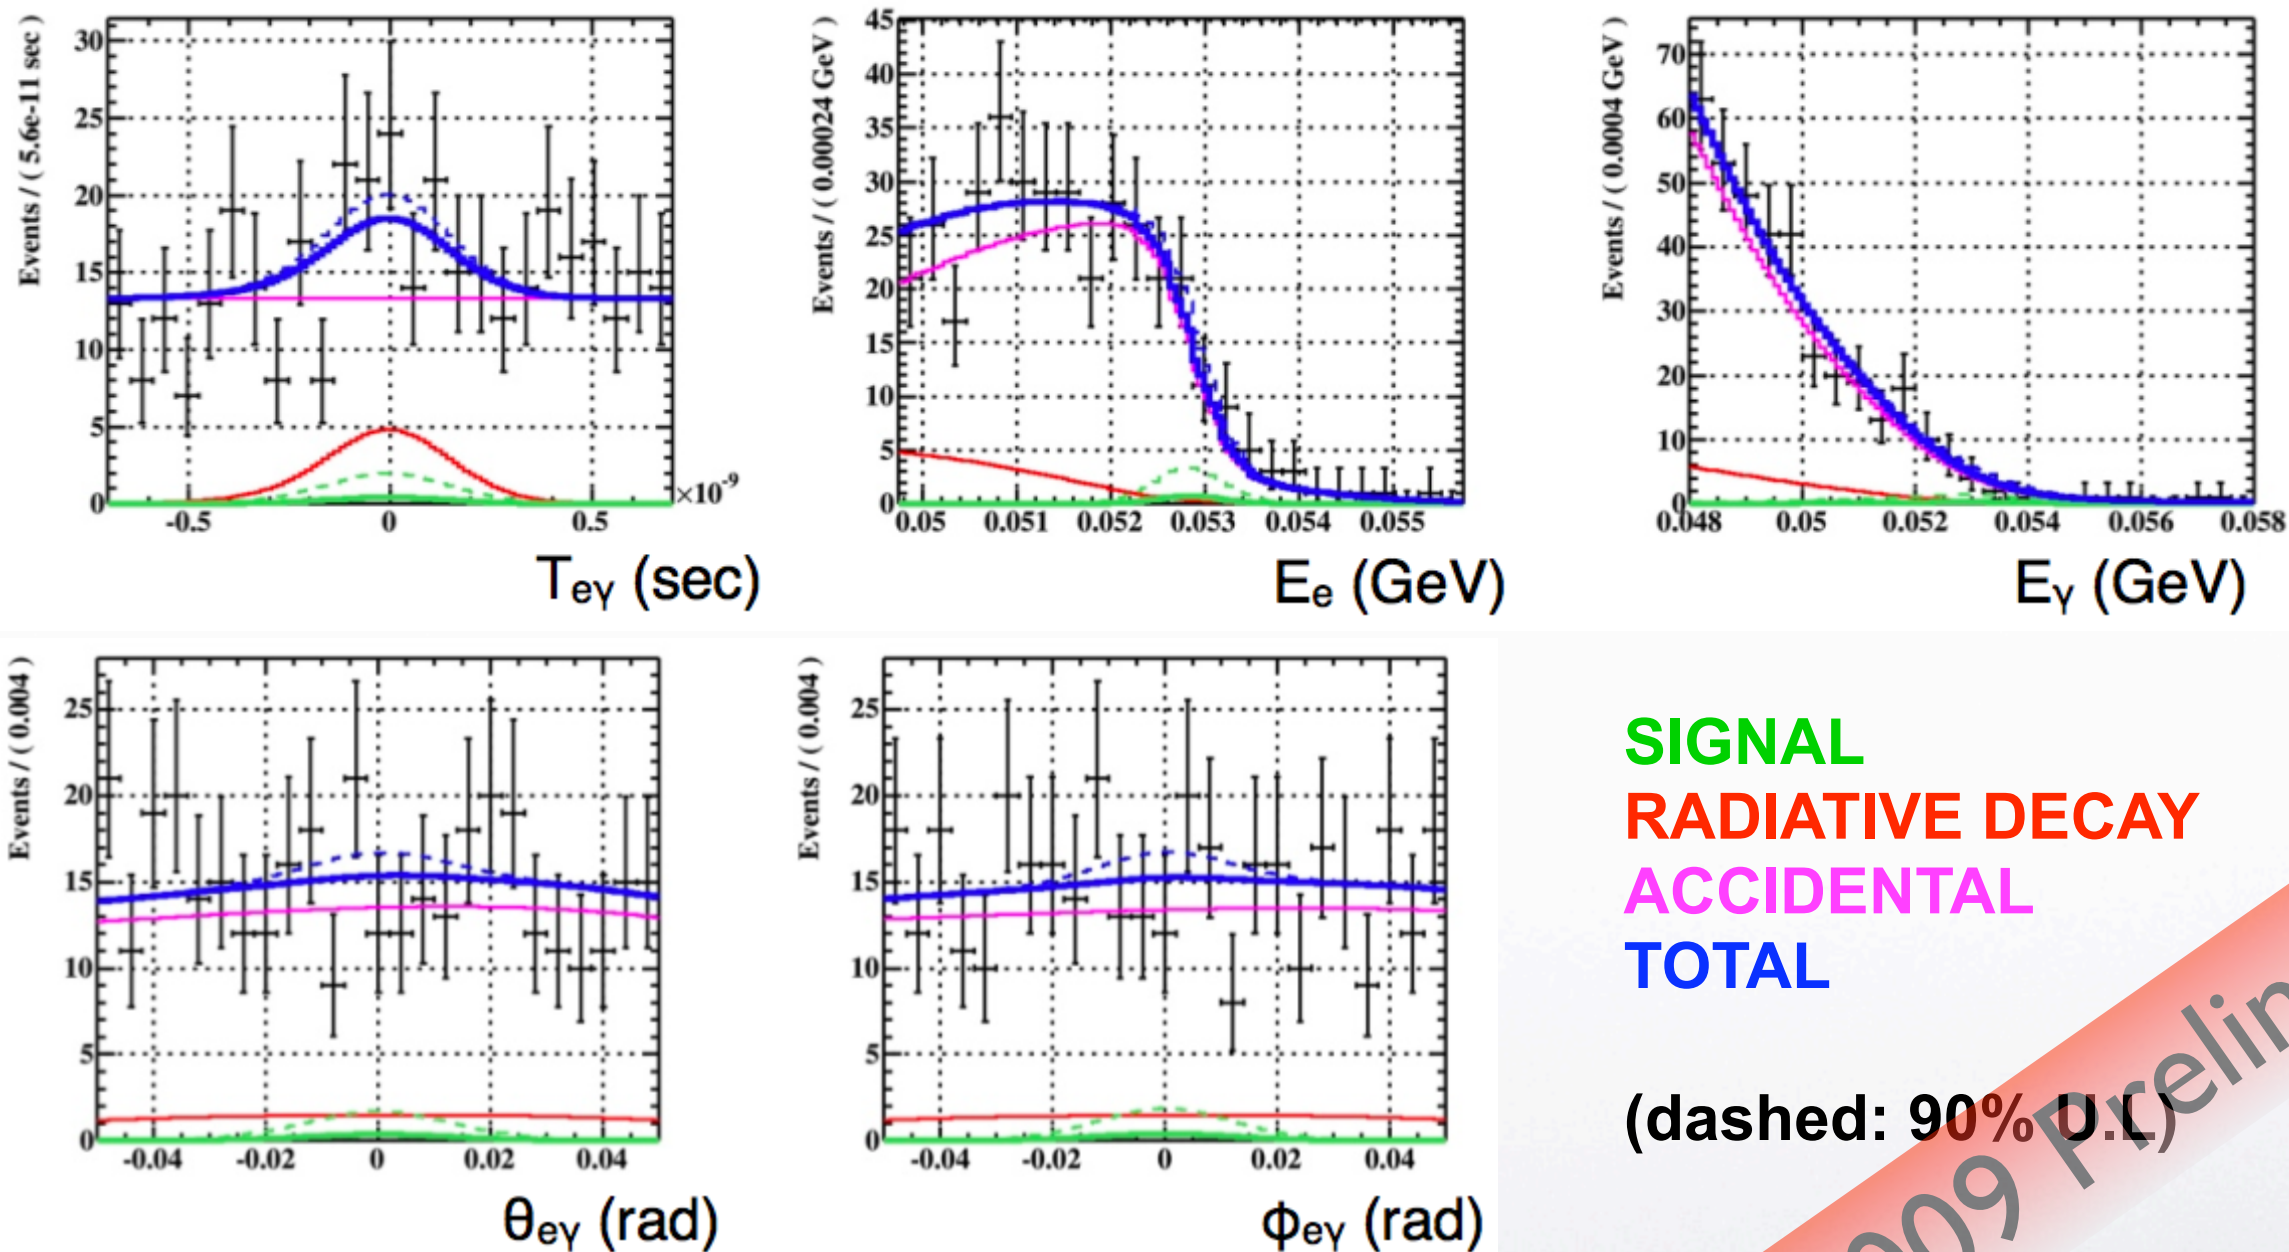 Events / ( 5.6e-11 sec )
30
25
20
15
10
5
0
-0.5 0 0.5
×10-9
Teγ (sec)
Events / ( 0.00024 GeV )
45
40
35
30
25
20
15
10
5
0
0.05 0.051 0.052 0.053 0.054 0.055
Ee (GeV)
Events / ( 0.0004 GeV )
70
60
50
40
30
20
10
0
0.048 0.05 0.052 0.054 0.056 0.058
Eγ (GeV)
Events / ( 0.004 )
25
20
15
10
5
0
-0.04 -0.02 0 0.02 0.04
θeγ (rad)
Events / ( 0.004 )
25
20
15
10
5
0
-0.04 -0.02 0 0.02 0.04
ϕeγ (rad)
SIGNAL
RADIATIVE DECAY
ACCIDENTAL
TOTAL
(dashed: 90% U.L)
009 Prelin